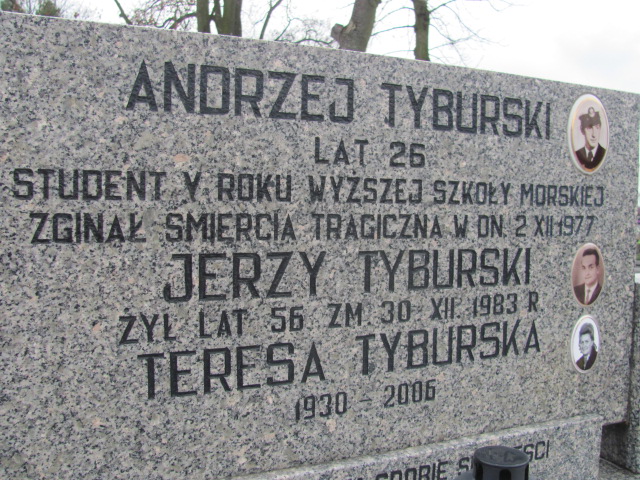 ANDRZEJ TYBURSKI
LAT 26
STUDENT V ROKU WYŻSZEJ SZKOŁY MORSKIEJ
ZGINĄŁ ŚMIERCIĄ TRAGICZNĄ W DN. 2 XII 1977
JERZY TYBURSKI
ŻYŁ LAT 56 ZM. 30 XII 1983 R
TERESA TYBURSKA
1930 - 2006